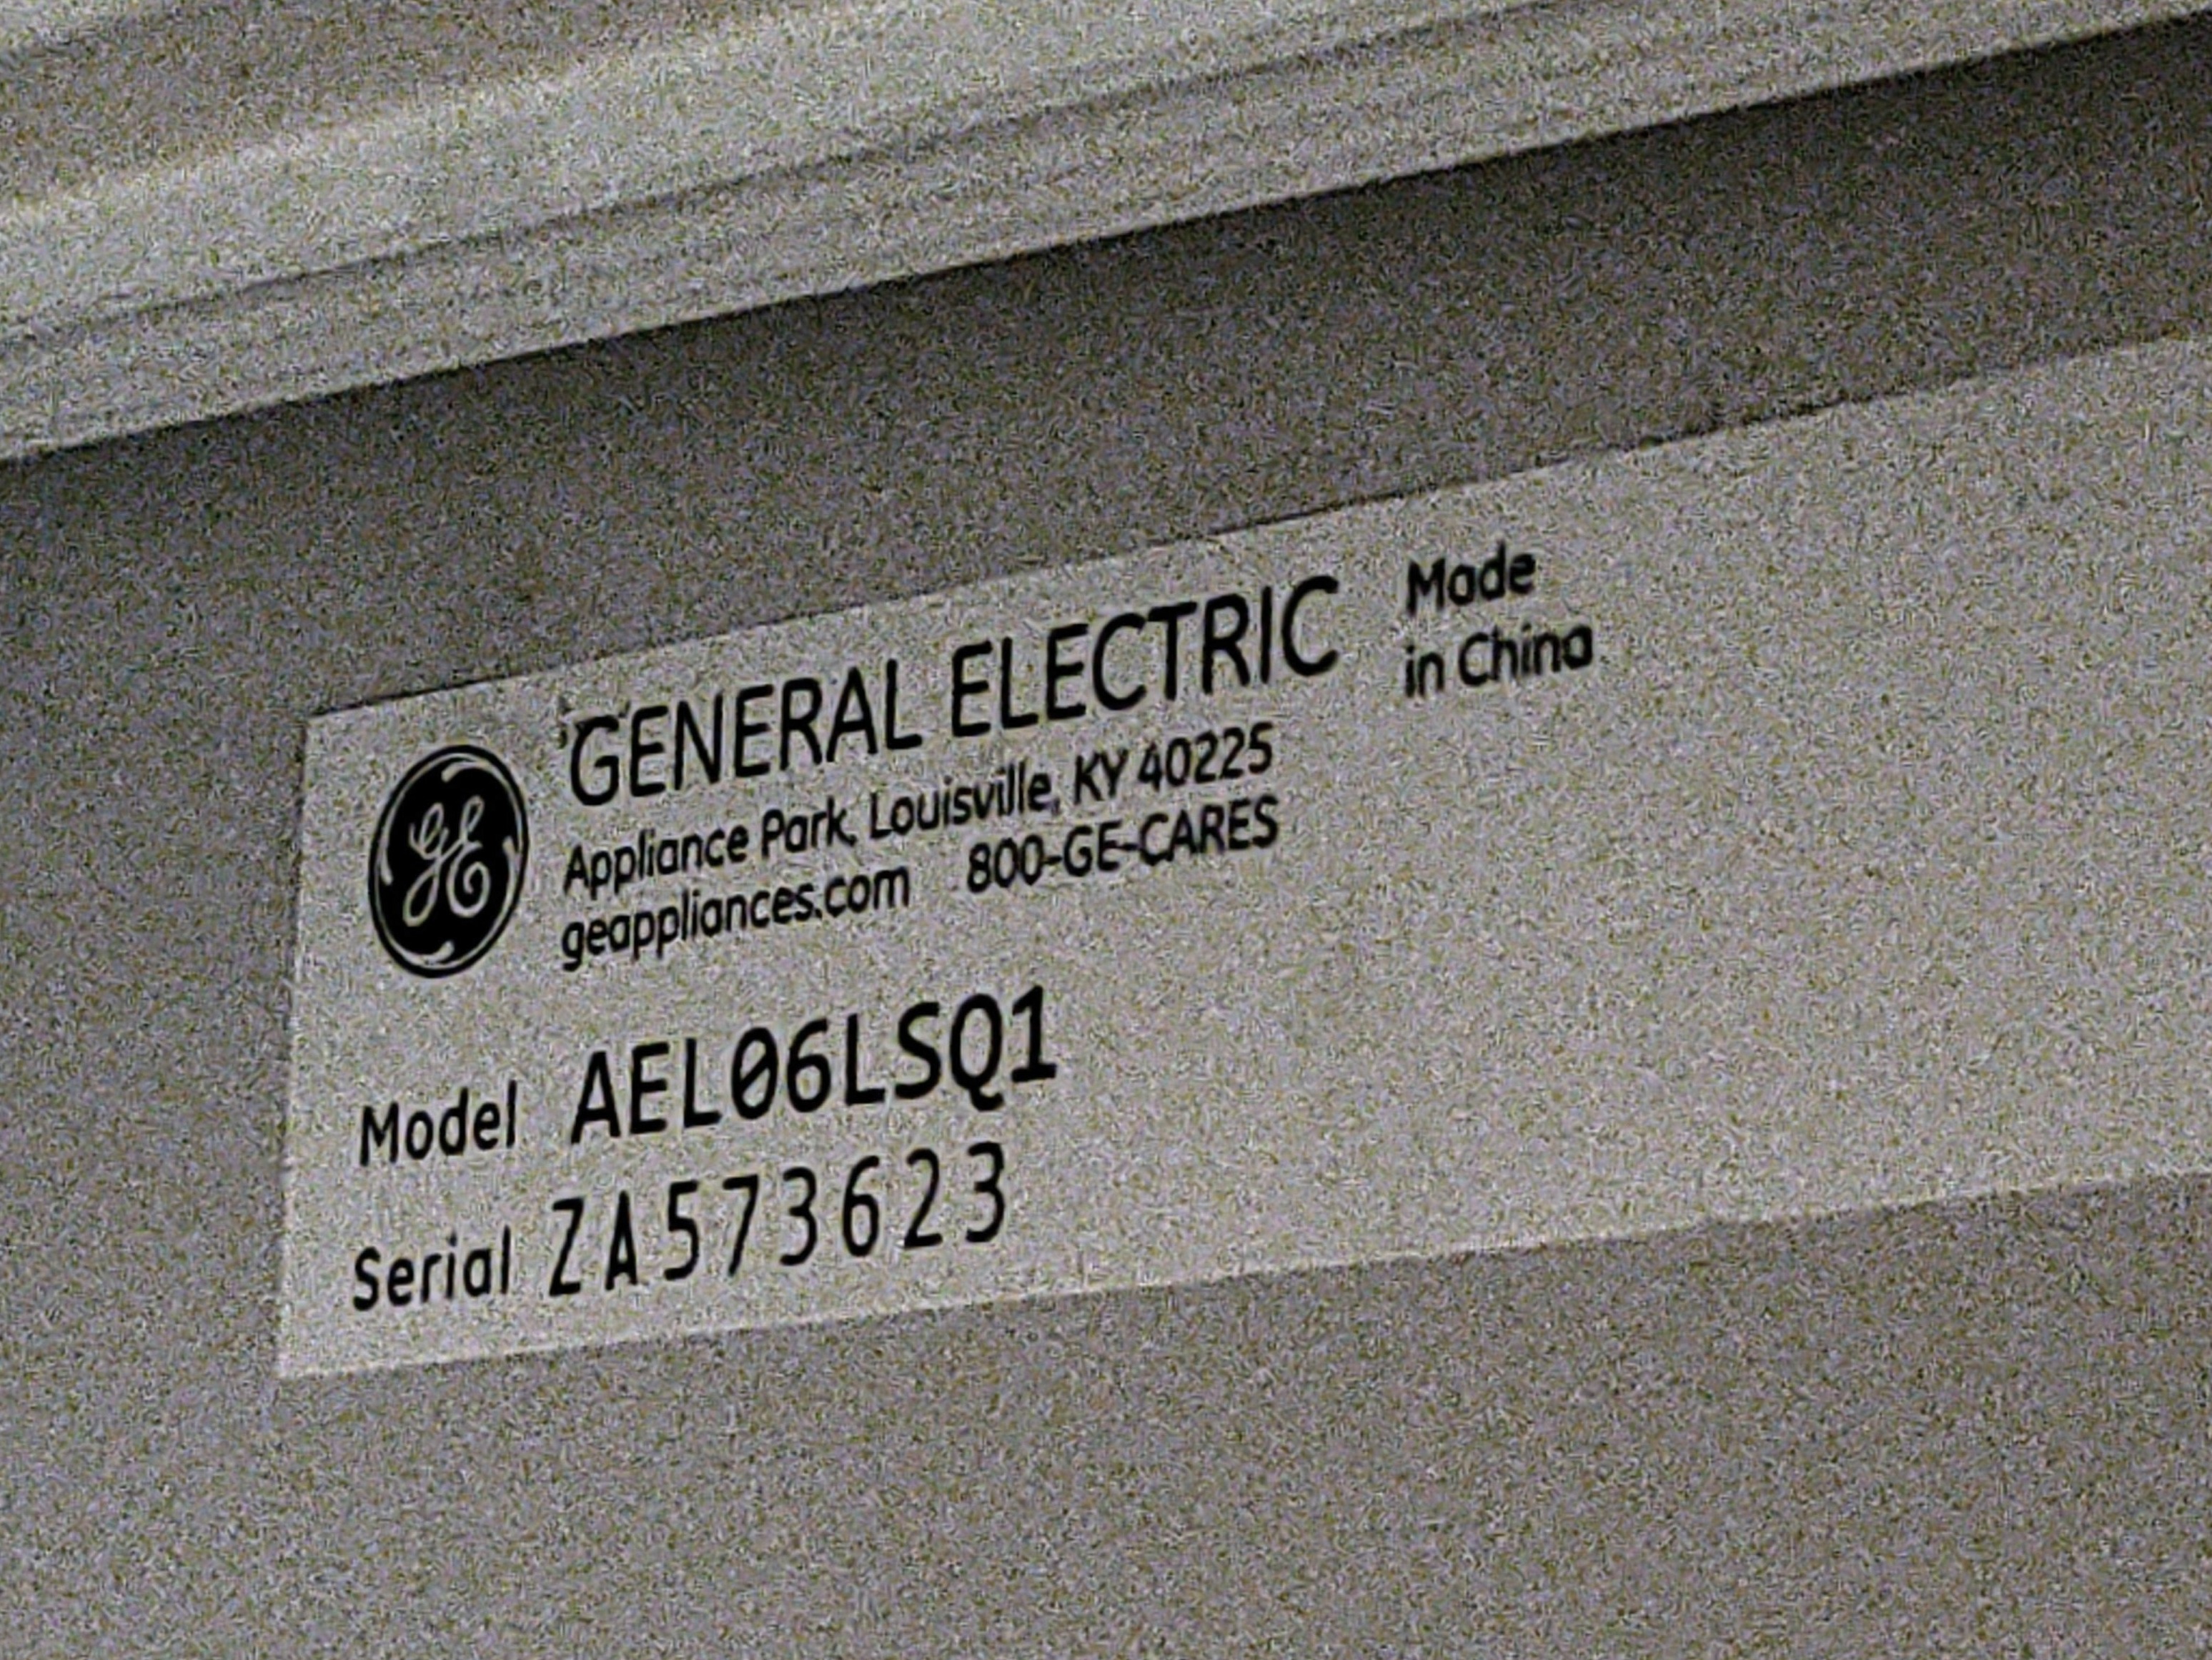 GE
GENERAL ELECTRIC
Appliance Park, Louisville, KY 40225
geappliances.com 800-GE-CARES
Made
in China
Model AEL06LSQ1
Serial ZA573623